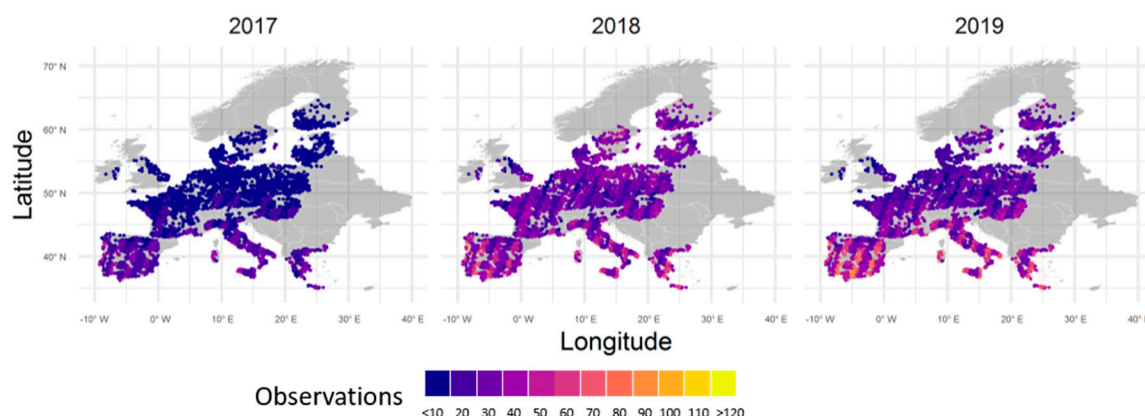 2017 2018 2019
70° N
60° N
50° N
40° N
Latitude
-10° W 0° W 10° E 20° E 30° E 40° E -10° W 0° W 10° E 20° E 30° E 40° E -10° W 0° W 10° E 20° E 30° E 40° E
Longitude
Observations
<10 20 30 40 50 60 70 80 90 100 110 >120